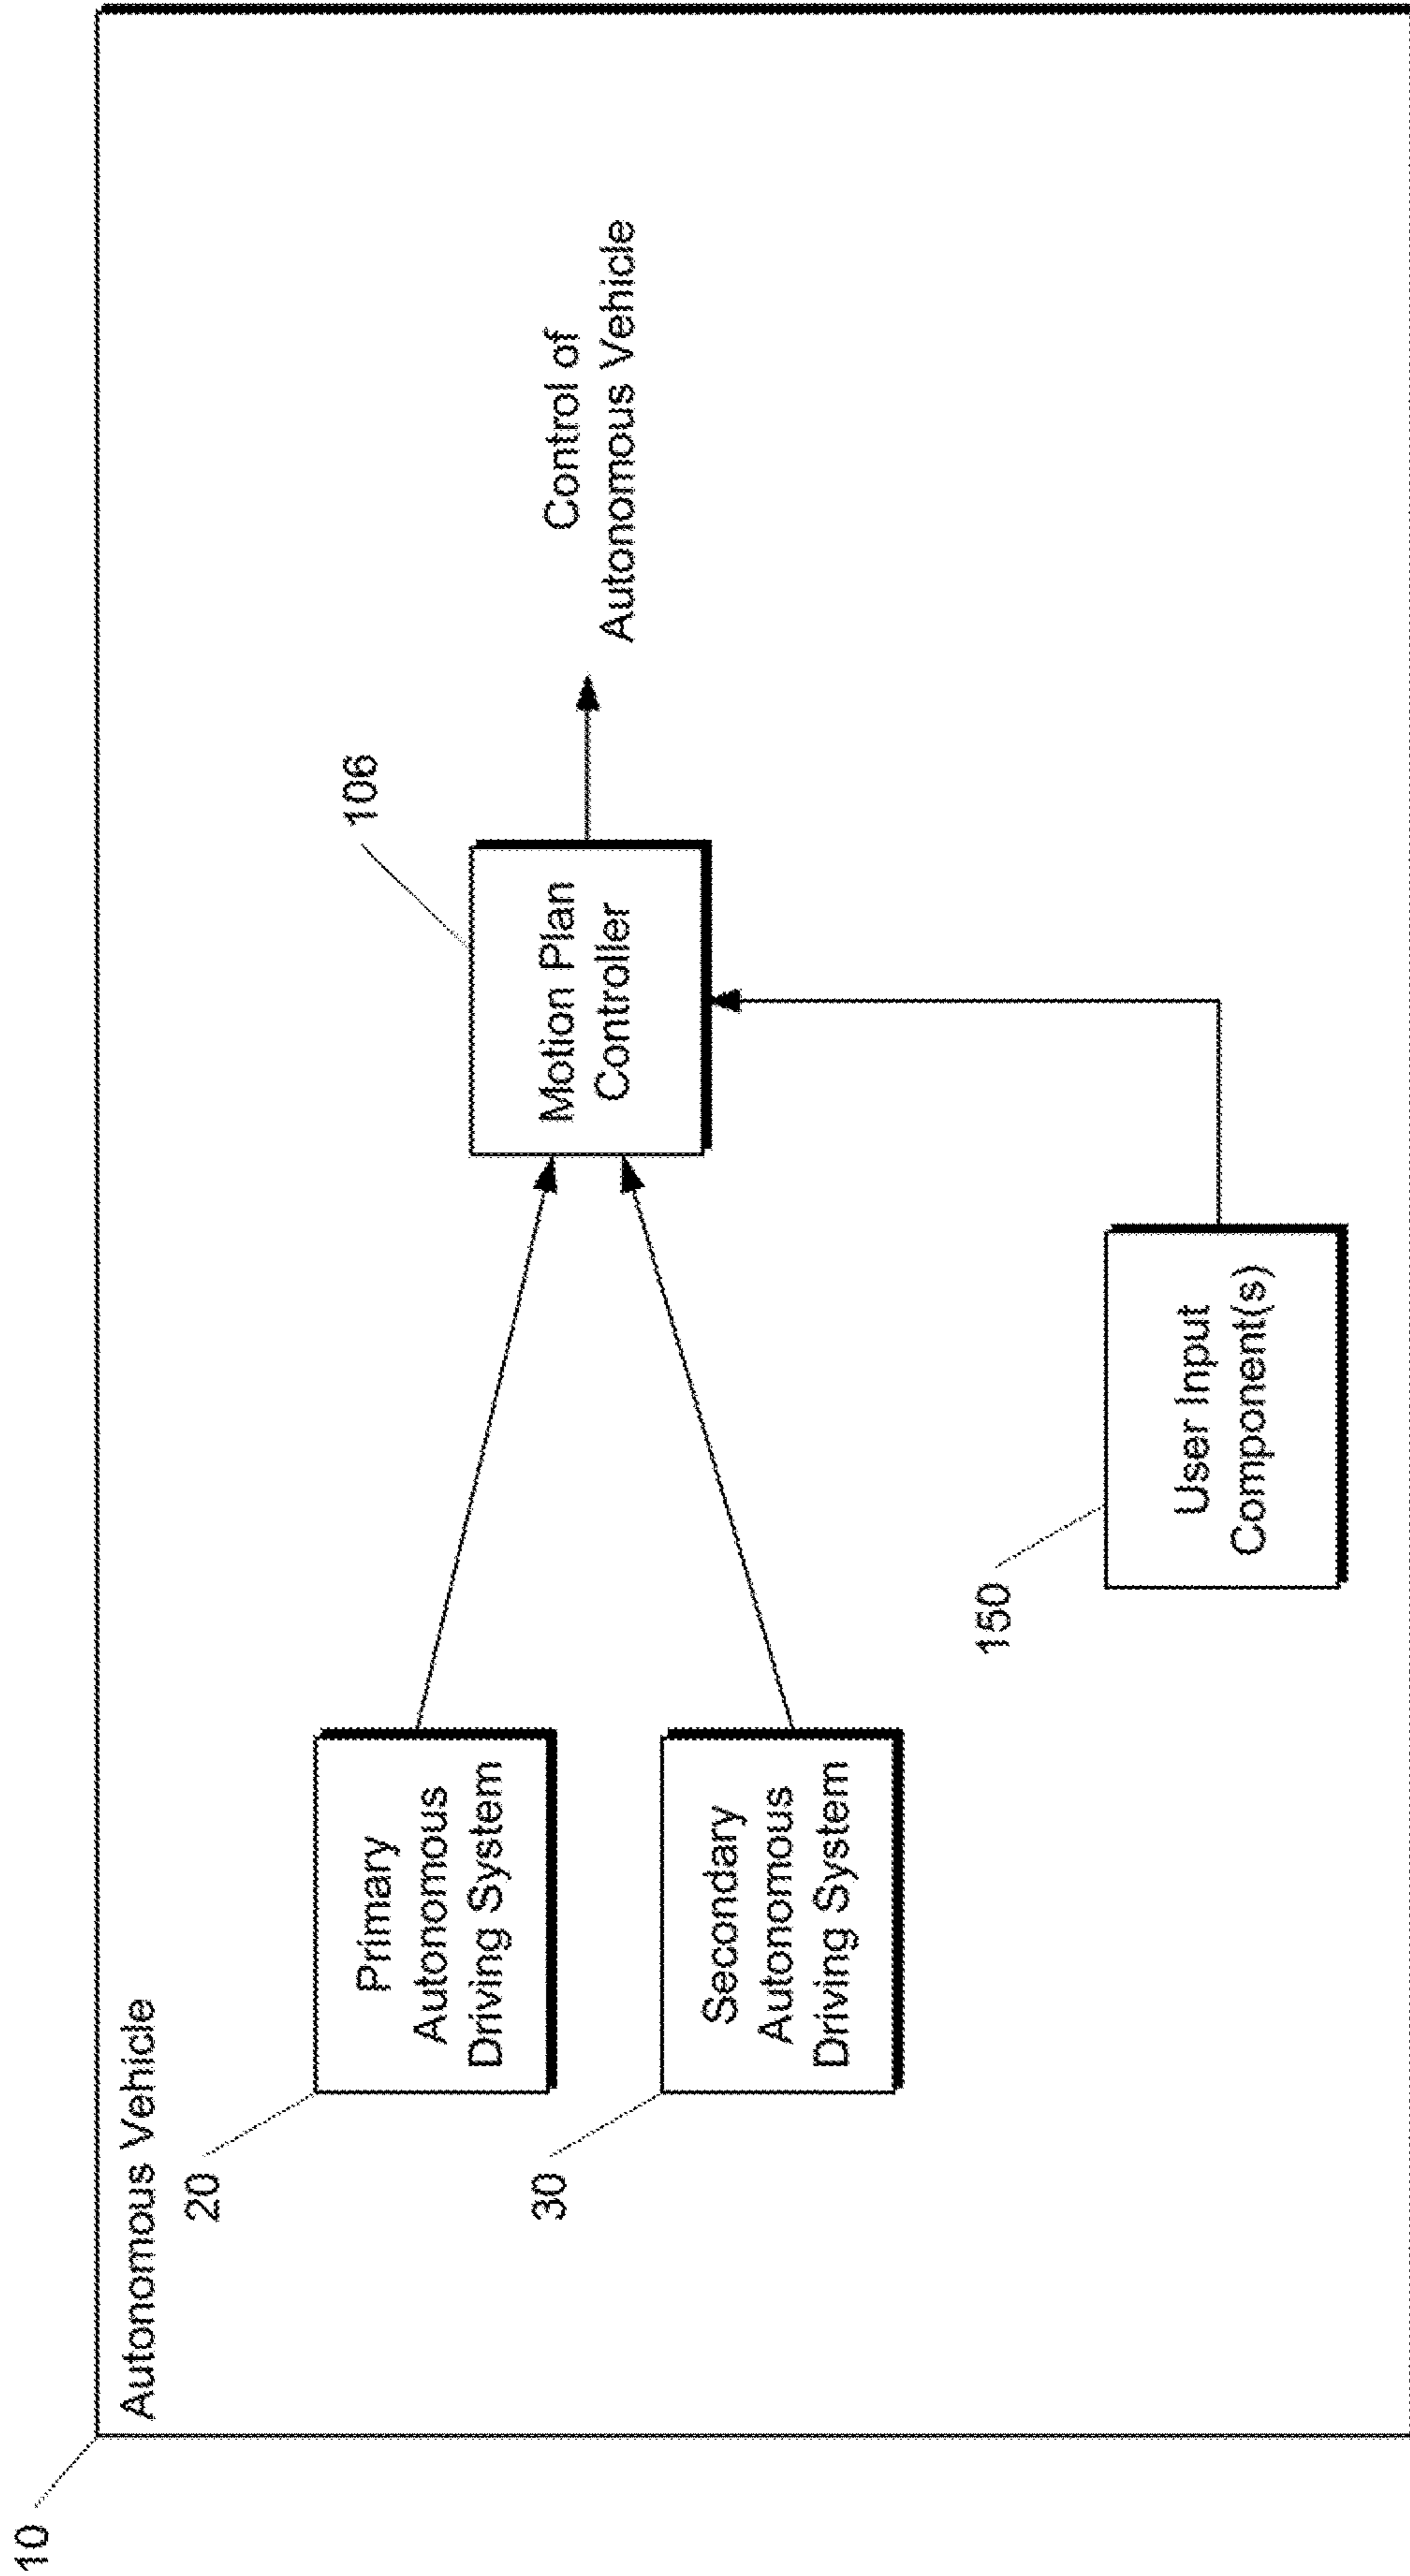 10
Autonomous Vehicle
20
Primary
Autonomous
Driving System
30
Secondary
Autonomous
Driving System
106
Motion Plan
Controller
Control of
Autonomous Vehicle
150
User Input
Component(s)